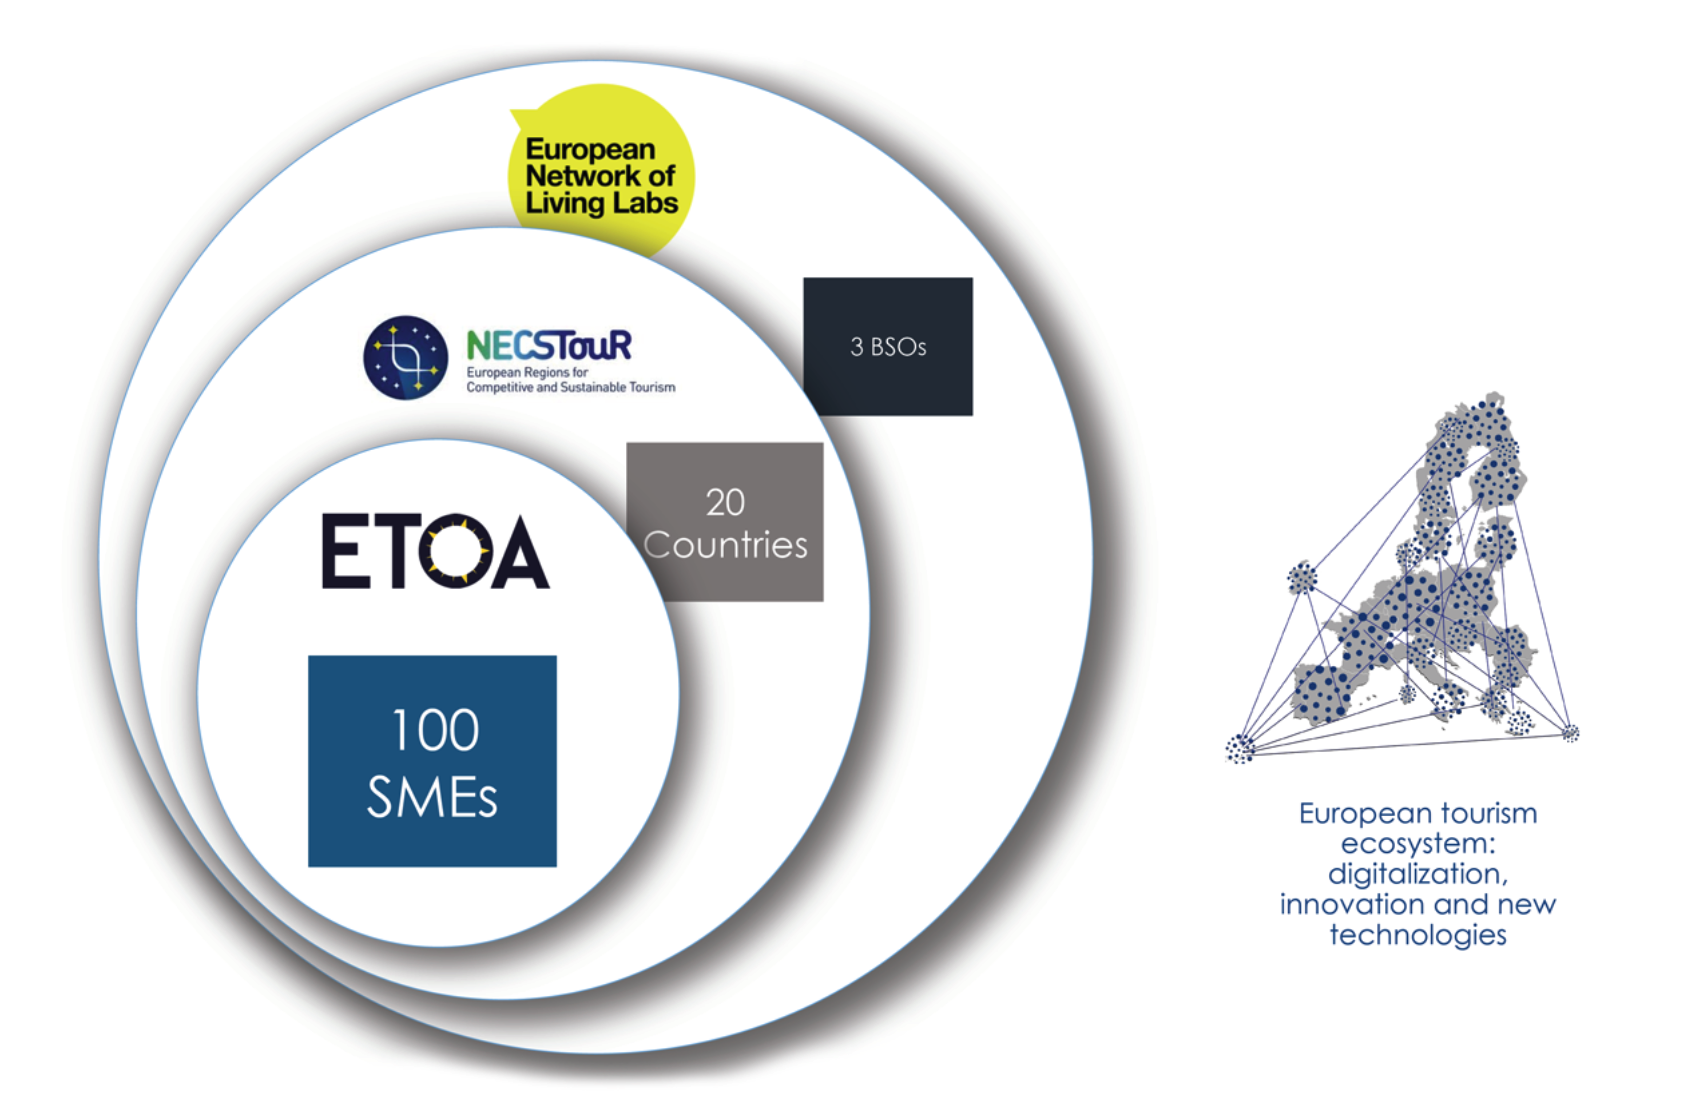 European
Network of
Living Labs
3 BSOs
NECSTouR
European Regions for
Competitive and Sustainable Tourism
20
Countries
ETOA
100
SMEs
European tourism
ecosystem:
digitalization,
innovation and new
technologies